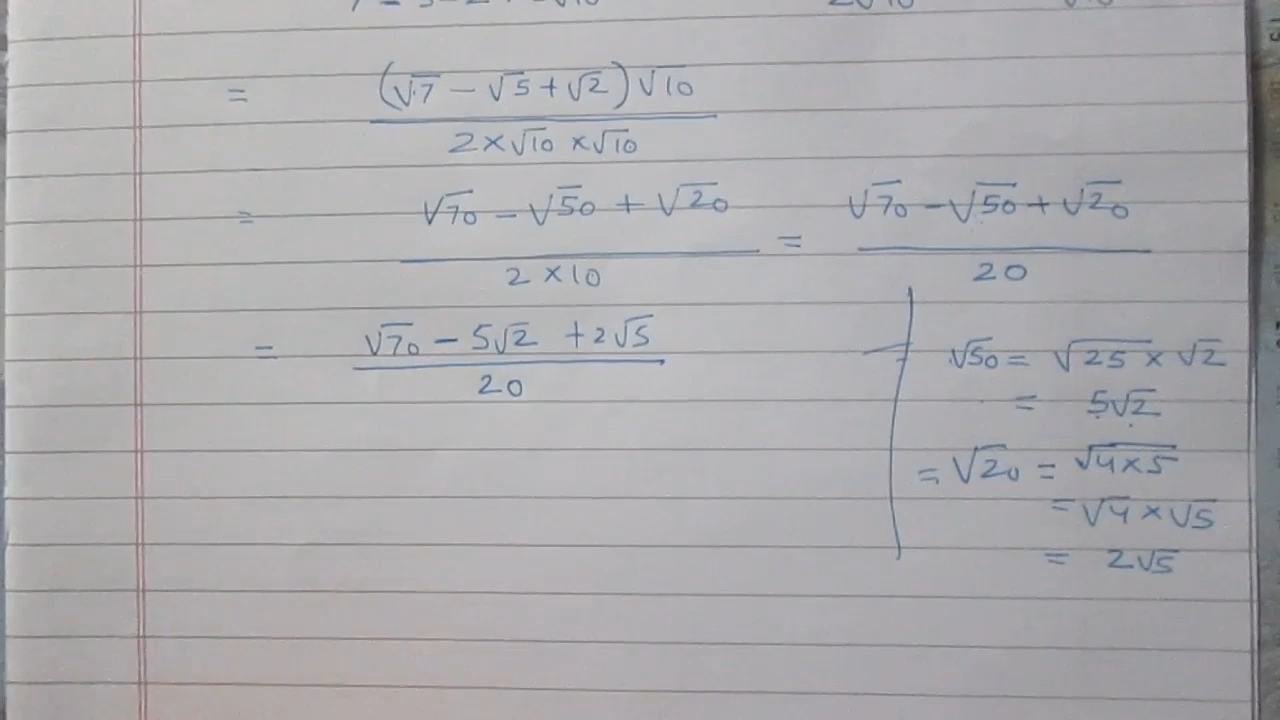 = (√7 − √5 + √2) √10
2 × √10 × √10
= √70 − √50 + √20 = √70 − √50 + √20
2 × 10 20
= √70 − 5√2 + 2√5
20
√50 = √25 × √2
= 5√2
= √20 = √4×5
= √4 × √5
= 2√5